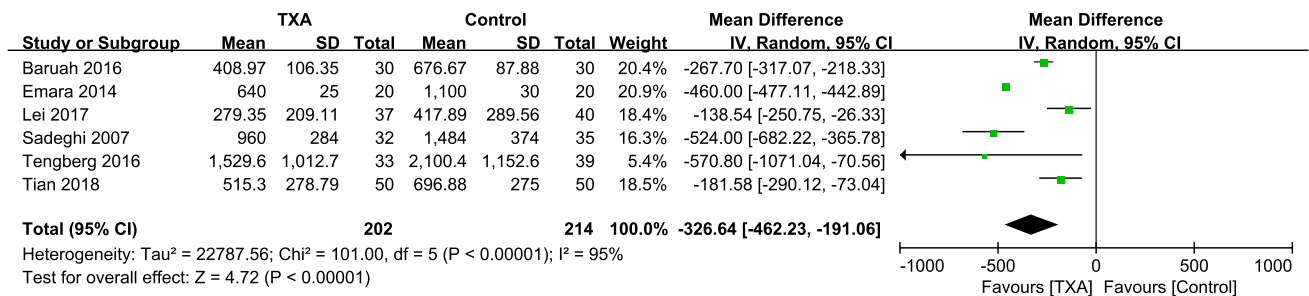 TXA Control Mean Difference Mean Difference
Study or Subgroup Mean SD Total Mean SD Total Weight IV, Random, 95% CI IV, Random, 95% CI
Baruah 2016 408.97 106.35 30 676.67 87.88 30 20.4% -267.70 [-317.07, -218.33]
Emara 2014 640 25 20 1,100 30 20 20.9% -460.00 [-477.11, -442.89]
Lei 2017 279.35 209.11 37 417.89 289.56 40 18.4% -138.54 [-250.75, -26.33]
Sadeghi 2007 960 284 32 1,484 374 35 16.3% -524.00 [-682.22, -365.78]
Tengberg 2016 1,529.6 1,012.7 33 2,100.4 1,152.6 39 5.4% -570.80 [-1071.04, -70.56]
Tian 2018 515.3 278.79 50 696.88 275 50 18.5% -181.58 [-290.12, -73.04]
Total (95% CI) 202 214 100.0% -326.64 [-462.23, -191.06]
Heterogeneity: Tau² = 22787.56; Chi² = 101.00, df = 5 (P < 0.00001); I² = 95%
Test for overall effect: Z = 4.72 (P < 0.00001)
-1000 -500 0 500 1000
Favours [TXA] Favours [Control]